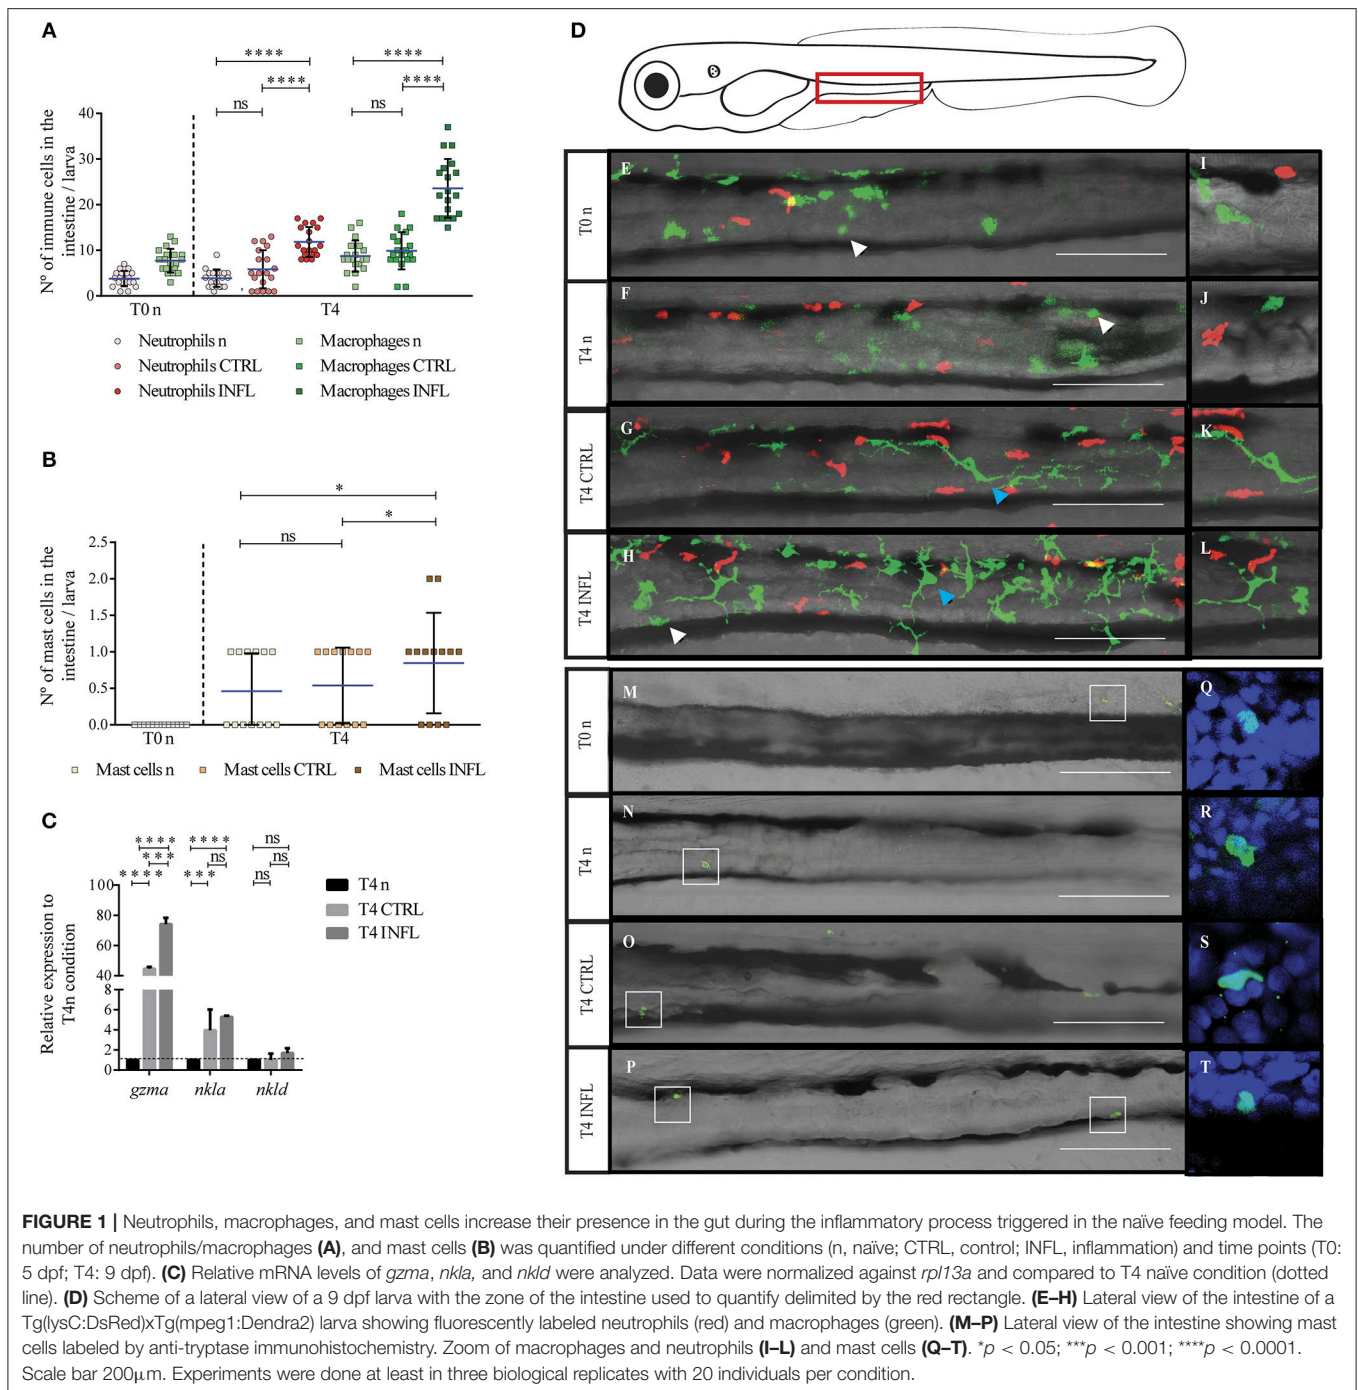 A
****
****
****
****
ns
ns
Nº of immune cells in the
intestine / larva
40
30
20
10
0
T0 n
T4
Neutrophils n
Macrophages n
Neutrophils CTRL
Macrophages CTRL
Neutrophils INFL
Macrophages INFL
B
*
*
ns
Nº of mast cells in the
intestine / larva
2.5
2.0
1.5
1.0
0.5
0.0
T0 n
T4
Mast cells n
Mast cells CTRL
Mast cells INFL
C
****
****
ns
***
ns
ns
****
***
ns
Relative expression to
T4n condition
100
80
60
40
8
6
4
2
0
gzma
nkla
nkld
T4 n
T4 CTRL
T4 INFL
D
T0 n
E
I
T4 n
F
J
T4 CTRL
G
K
T4 INFL
H
L
T0 n
M
Q
T4 n
N
R
T4 CTRL
O
S
T4 INFL
P
T
FIGURE 1 | Neutrophils, macrophages, and mast cells increase their presence in the gut during the inflammatory process triggered in the naïve feeding model. The
number of neutrophils/macrophages (A), and mast cells (B) was quantified under different conditions (n, naïve; CTRL, control; INFL, inflammation) and time points (T0:
5 dpf; T4: 9 dpf). (C) Relative mRNA levels of gzma, nkla, and nkld were analyzed. Data were normalized against rpl13a and compared to T4 naïve condition (dotted
line). (D) Scheme of a lateral view of a 9 dpf larva with the zone of the intestine used to quantify delimited by the red rectangle. (E–H) Lateral view of the intestine of a
Tg(lysC:DsRed)xTg(mpeg1:Dendra2) larva showing fluorescently labeled neutrophils (red) and macrophages (green). (M–P) Lateral view of the intestine showing mast
cells labeled by anti-tryptase immunohistochemistry. Zoom of macrophages and neutrophils (I–L) and mast cells (Q–T). *p < 0.05; ***p < 0.001; ****p < 0.0001.
Scale bar 200μm. Experiments were done at least in three biological replicates with 20 individuals per condition.